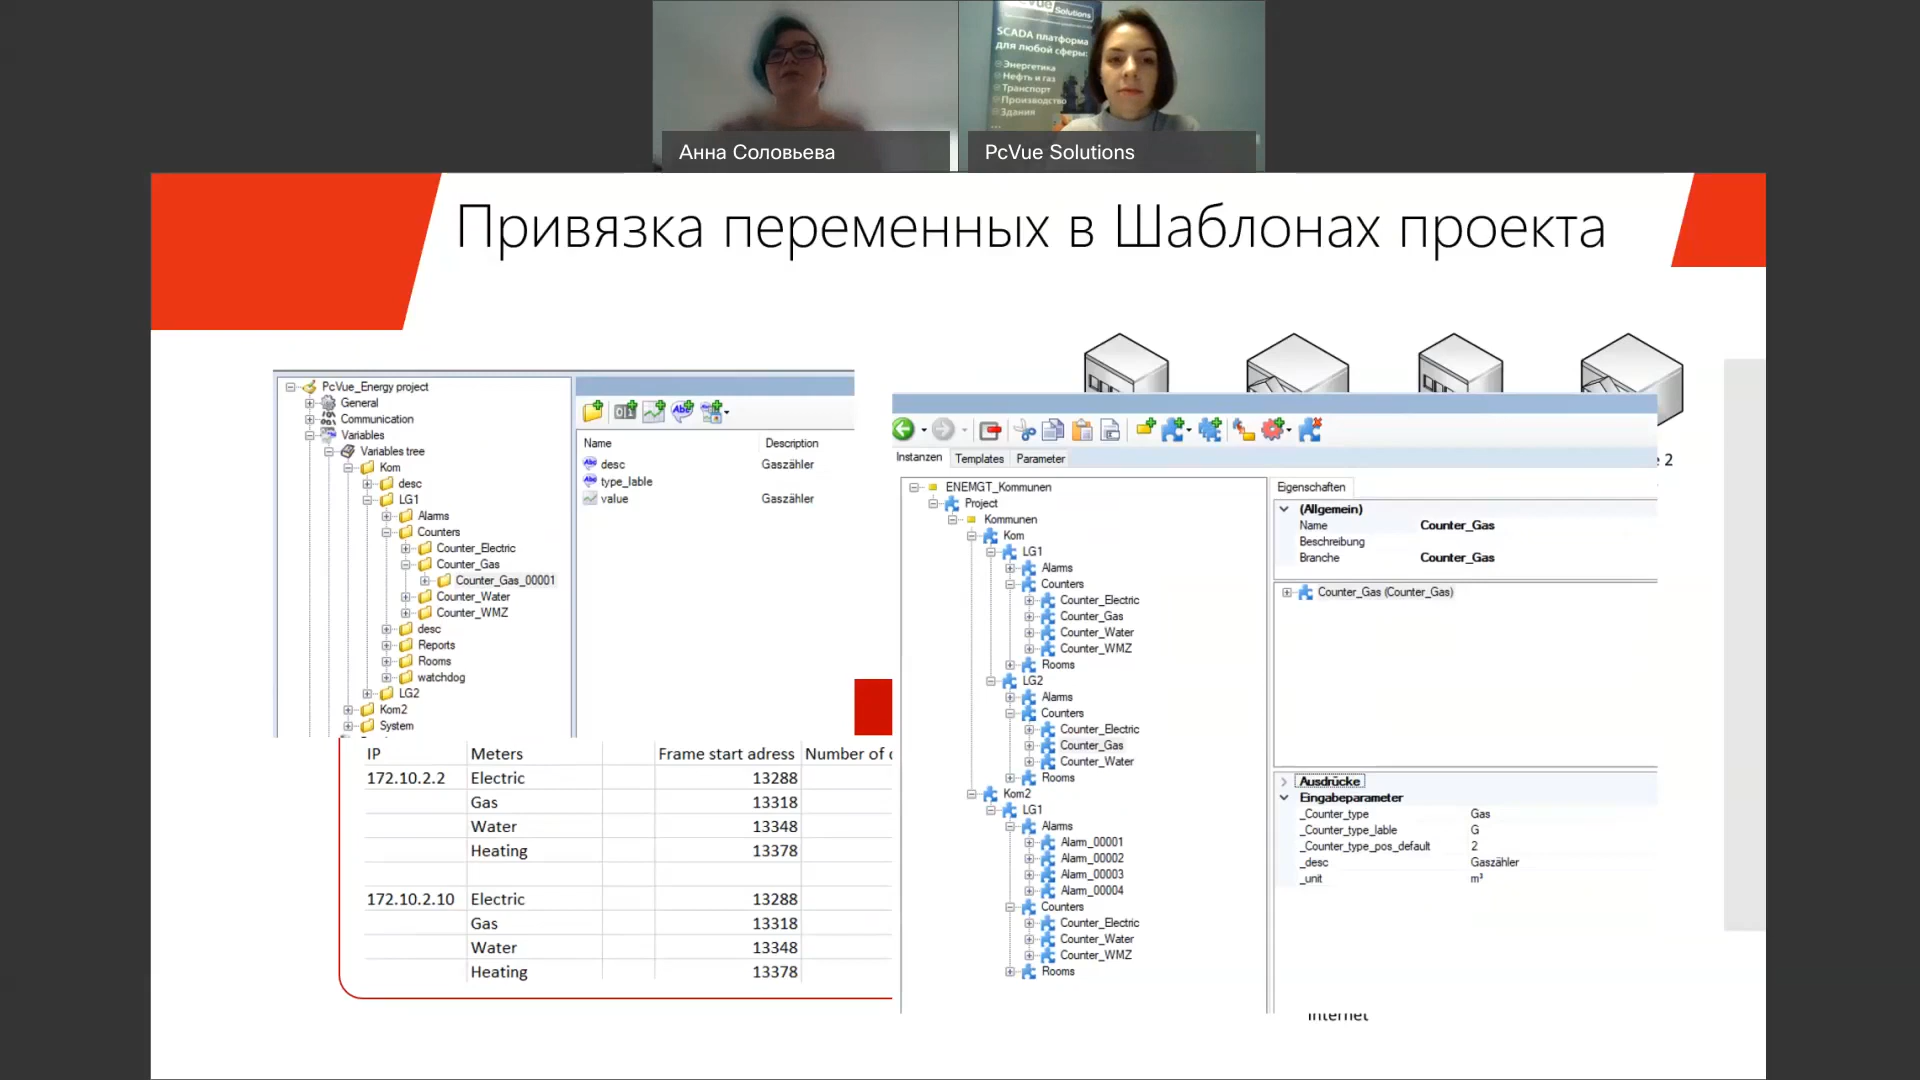 Vue Solutions
SCADA платформа
для любой сферы:
Энергетика
Нефть и газ
Транспорт
Производство
Здания
...
Анна Соловьева
PcVue Solutions
Привязка переменных в Шаблонах проекта
PcVue_Energy project
General
Communication
Variables
Variables tree
Kom
desc
LG1
Alarms
Counters
Counter_Electric
Counter_Gas
Counter_Gas_00001
Counter_Water
Counter_WMZ
desc
Reports
Rooms
watchdog
LG2
Kom2
System
Name Description
desc Gaszähler
type_lable
value Gaszähler
IP Meters Frame start adress Number of
172.10.2.2 Electric 13288
Gas 13318
Water 13348
Heating 13378
172.10.2.10 Electric 13288
Gas 13318
Water 13348
Heating 13378
2
Instanzen Templates Parameter
ENEMGT_Kommunen
Project
Kommunen
Kom
LG1
Alarms
Counters
Counter_Electric
Counter_Gas
Counter_Water
Counter_WMZ
Rooms
LG2
Alarms
Counters
Counter_Electric
Counter_Gas
Counter_Water
Rooms
Kom2
LG1
Alarms
Alarm_00001
Alarm_00002
Alarm_00003
Alarm_00004
Counters
Counter_Electric
Counter_Water
Counter_WMZ
Rooms
Eigenschaften
(Allgemein)
Name Counter_Gas
Beschreibung
Branche Counter_Gas
Counter_Gas (Counter_Gas)
Ausdrücke
Eingabeparameter
_Counter_type Gas
_Counter_type_lable G
_Counter_type_pos_default 2
_desc Gaszähler
_unit m³
Internet